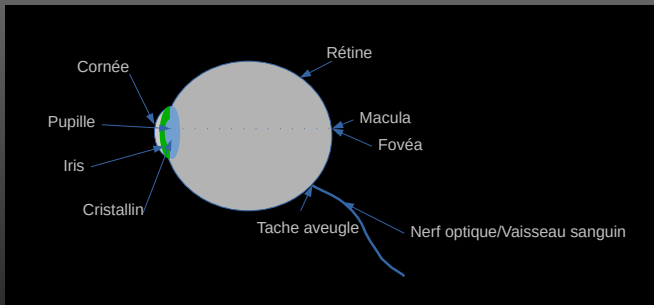 Rétine
Cornée
Macula
Pupille
Fovéa
Iris
Cristallin
Tache aveugle
Nerf optique/Vaisseau sanguin